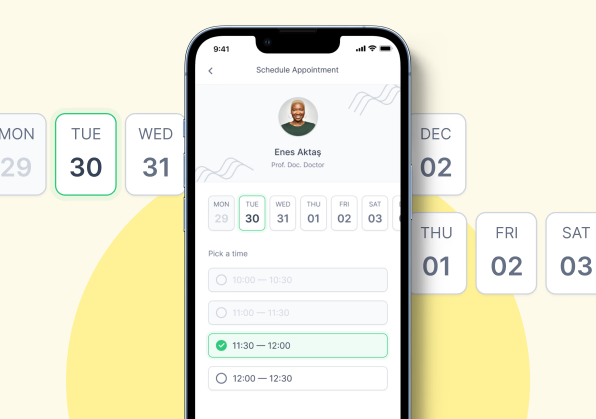 9:41
Schedule Appointment
Enes Aktaş
Prof. Doc. Doctor
MON TUE WED DEC
29 30 31 02
MON TUE WED THU FRI SAT
29 30 31 01 02 03
THU FRI SAT
01 02 03
Pick a time
10:00 — 10:30
11:00 — 11:30
11:30 — 12:00
12:00 — 12:30